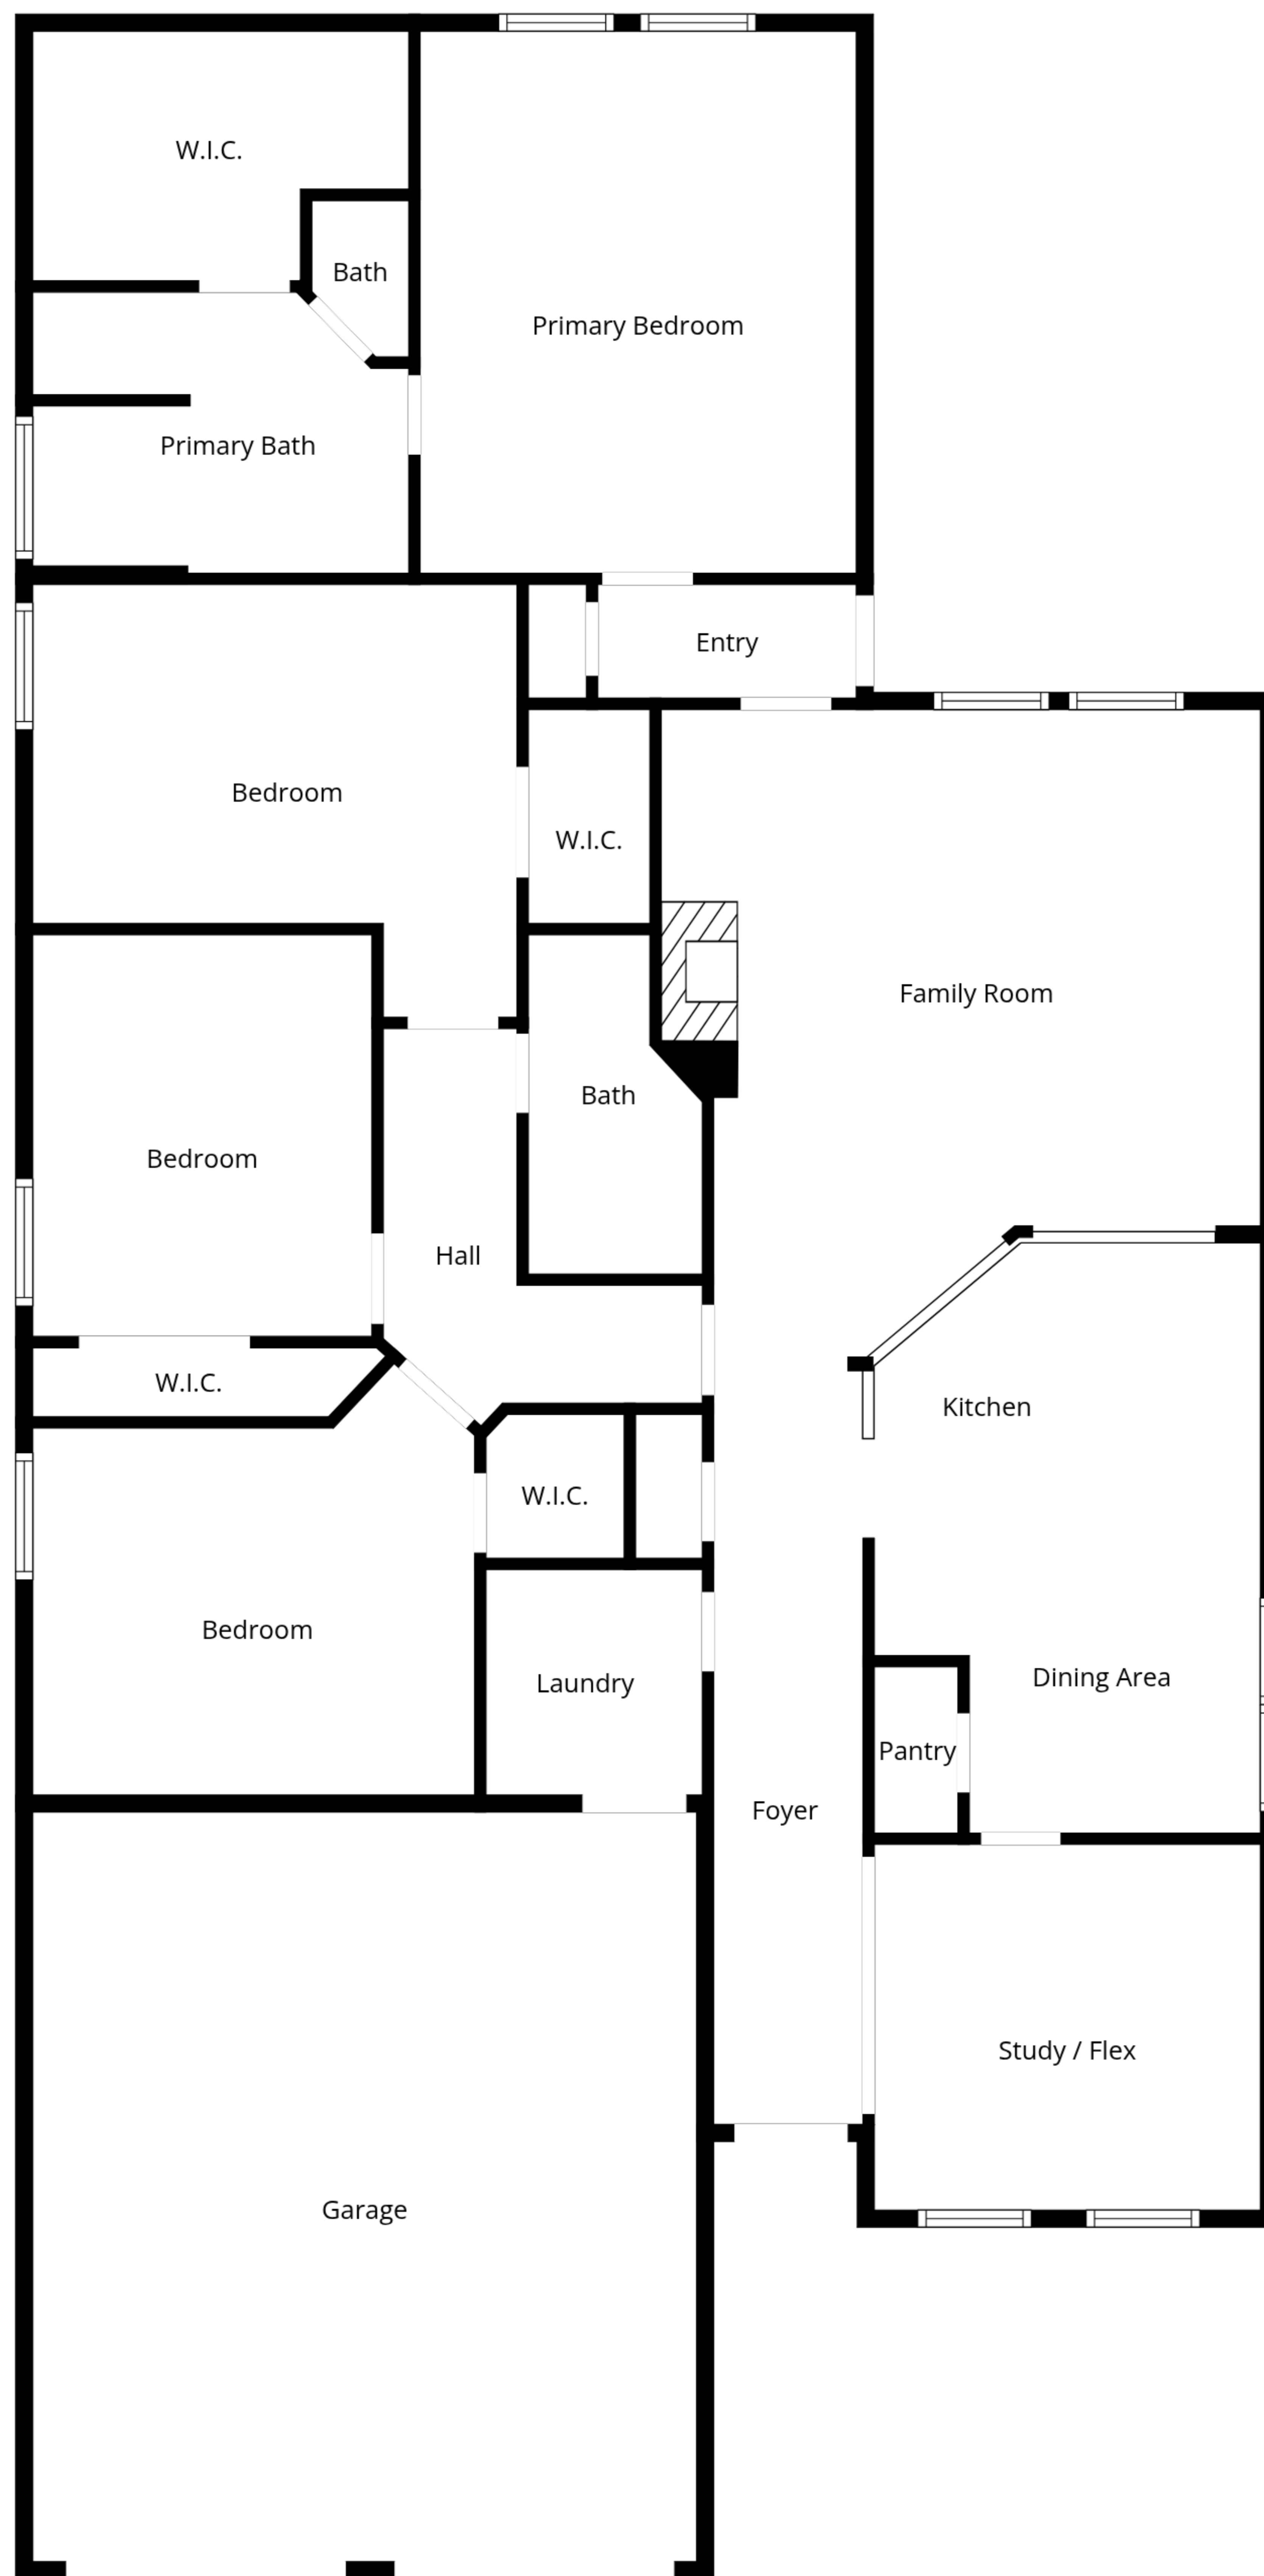 W.I.C.
Bath
Primary Bedroom
Primary Bath
Entry
Bedroom
W.I.C.
Family Room
Bath
Bedroom
Hall
W.I.C.
Kitchen
W.I.C.
Bedroom
Dining Area
Laundry
Pantry
Foyer
Study / Flex
Garage